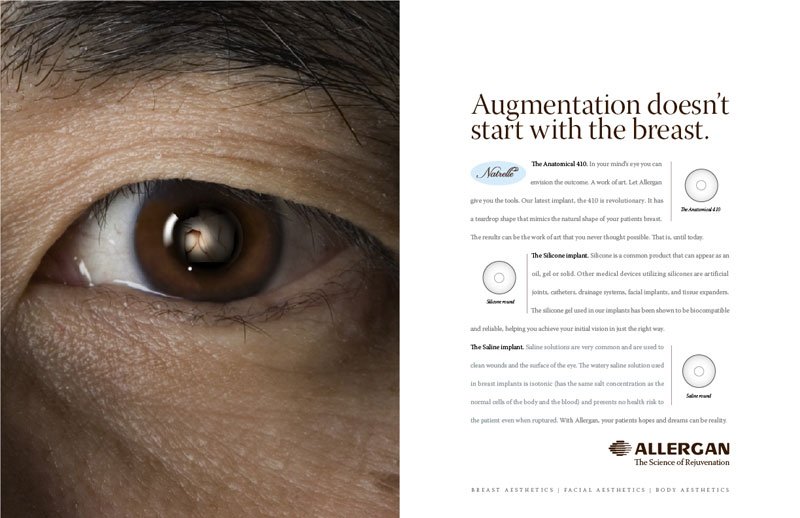 Augmentation doesn't
start with the breast.
Natrelle
The Anatomical 410. In your mind's eye you can
envision the outcome. A work of art. Let Allergan
give you the tools. Our latest implant, the 410 is revolutionary. It has
a teardrop shape that mimics the natural shape of your patients breast.
The Anatomical 410
The results can be the work of art that you never thought possible. That is, until today.
The Silicone implant. Silicone is a common product that can appear as an
oil, gel or solid. Other medical devices utilizing silicones are artificial
joints, catheters, drainage systems, facial implants, and tissue expanders.
Silicone round
The silicone gel used in our implants has been shown to be biocompatible
and reliable, helping you achieve your initial vision in just the right way.
The Saline implant. Saline solutions are very common and are used to
clean wounds and the surface of the eye. The watery saline solution used
in breast implants is isotonic (has the same salt concentration as the
normal cells of the body and the blood) and presents no health risk to
Saline round
the patient even when ruptured. With Allergan, your patients hopes and dreams can be reality.
ALLERGAN
The Science of Rejuvenation
BREAST AESTHETICS | FACIAL AESTHETICS | BODY AESTHETICS